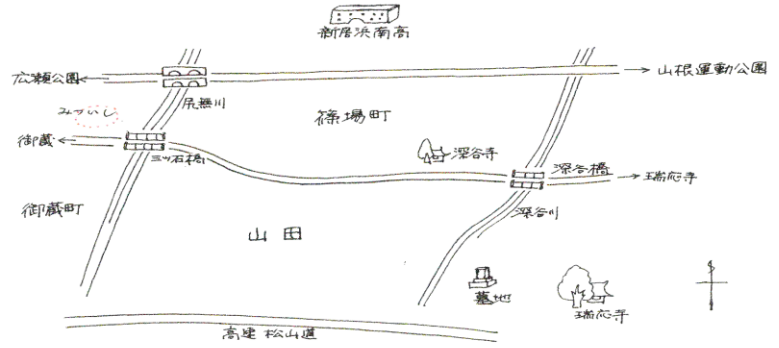 新居浜南高
広瀬公園
山根運動公園
尻無川
みついし
篠場町
御蔵
三ッ石橋
深谷寺
深谷橋
瑞応寺
御蔵町
深谷川
山田
墓地
瑞応寺
高速 松山道